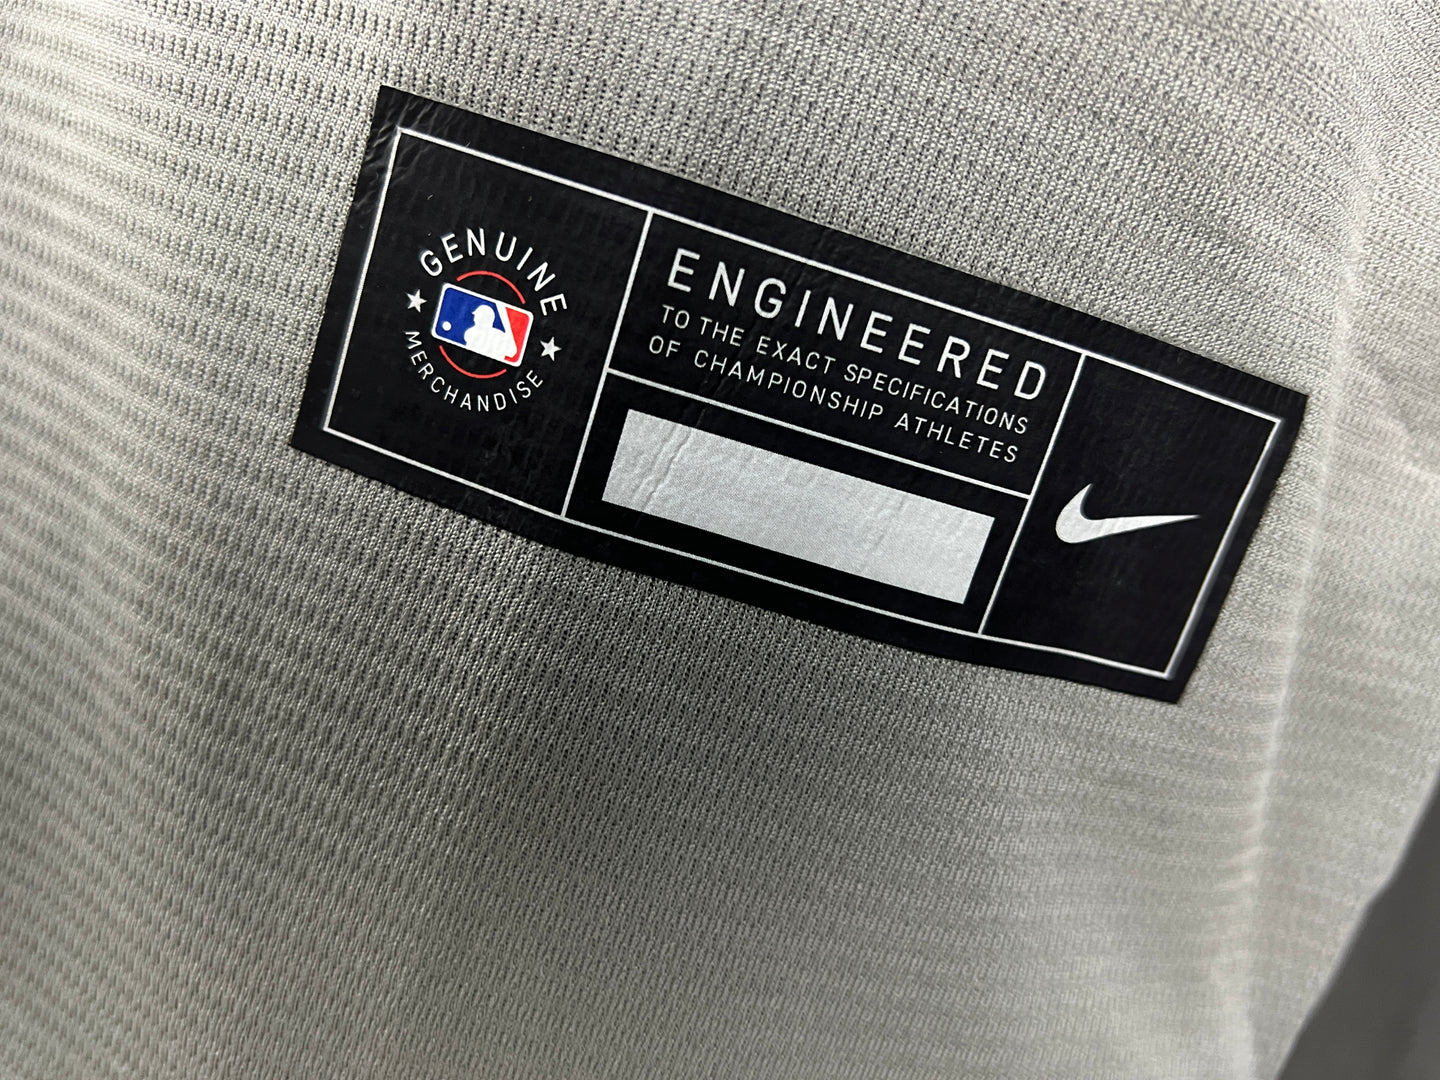 GENUINE
MERCHANDISE
ENGINEERED
TO THE EXACT SPECIFICATIONS
OF CHAMPIONSHIP ATHLETES